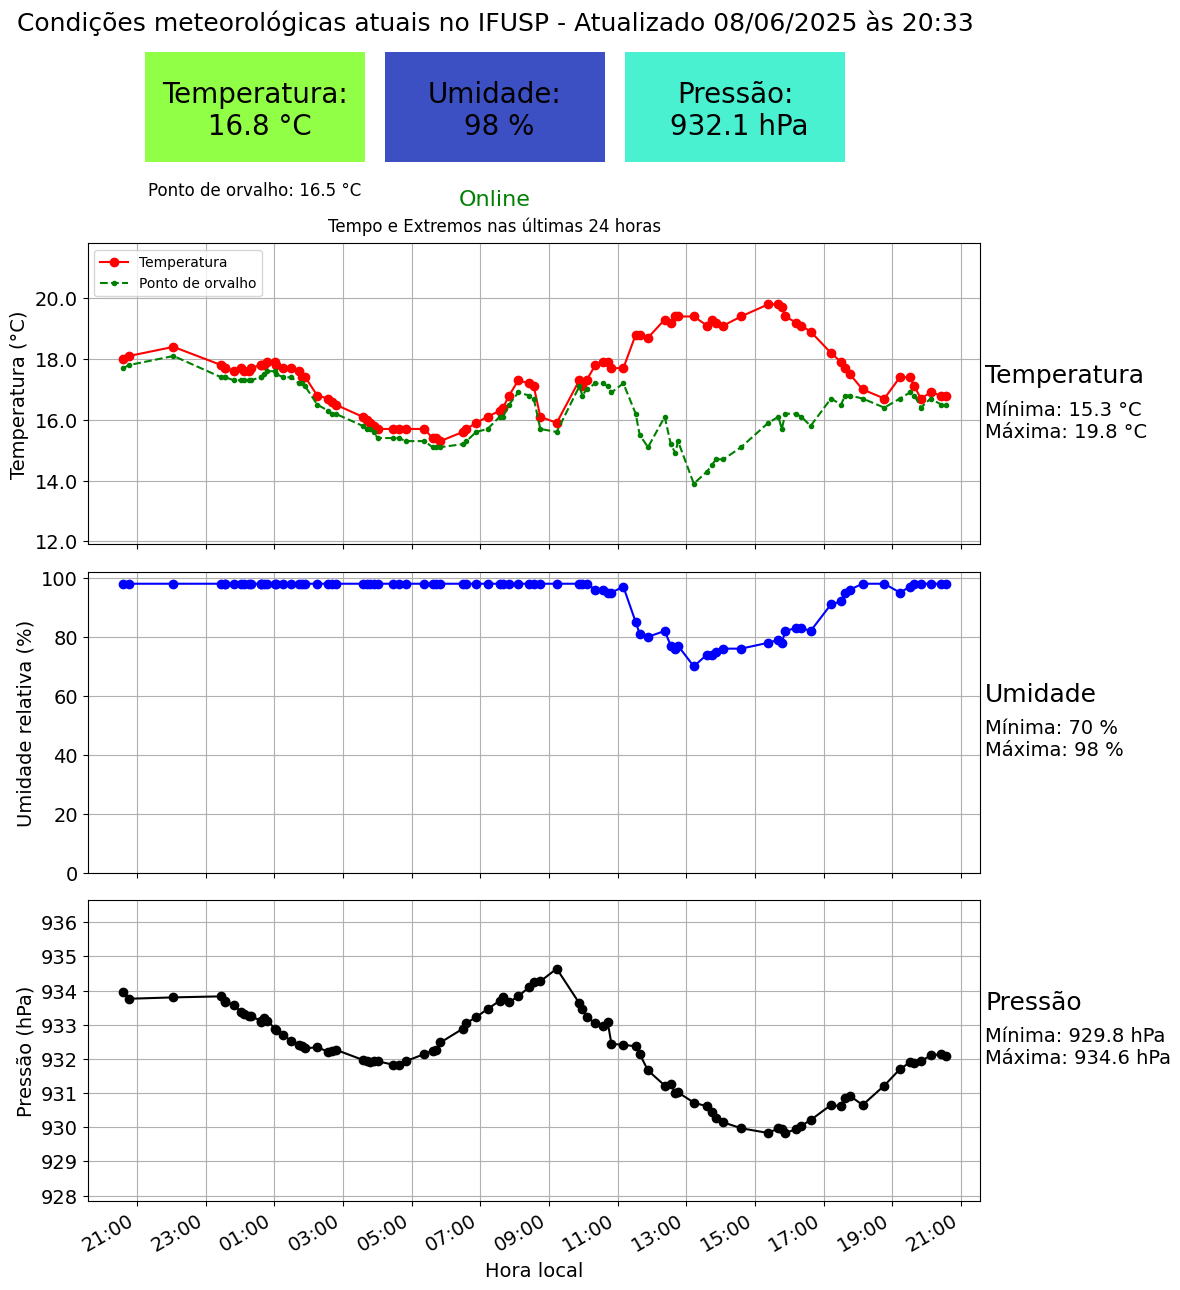 Condições meteorológicas atuais no IFUSP - Atualizado 08/06/2025 às 20:33
Temperatura:
16.8 °C
Umidade:
98 %
Pressão:
932.1 hPa
Ponto de orvalho: 16.5 °C
Online
Tempo e Extremos nas últimas 24 horas
Temperatura
Ponto de orvalho
Temperatura (°C)
20.0
18.0
16.0
14.0
12.0
Temperatura
Mínima: 15.3 °C
Máxima: 19.8 °C
Umidade relativa (%)
100
80
60
40
20
0
Umidade
Mínima: 70 %
Máxima: 98 %
Pressão (hPa)
936
935
934
933
932
931
930
929
928
Pressão
Mínima: 929.8 hPa
Máxima: 934.6 hPa
21:00
23:00
01:00
03:00
05:00
07:00
09:00
11:00
13:00
15:00
17:00
19:00
21:00
Hora local